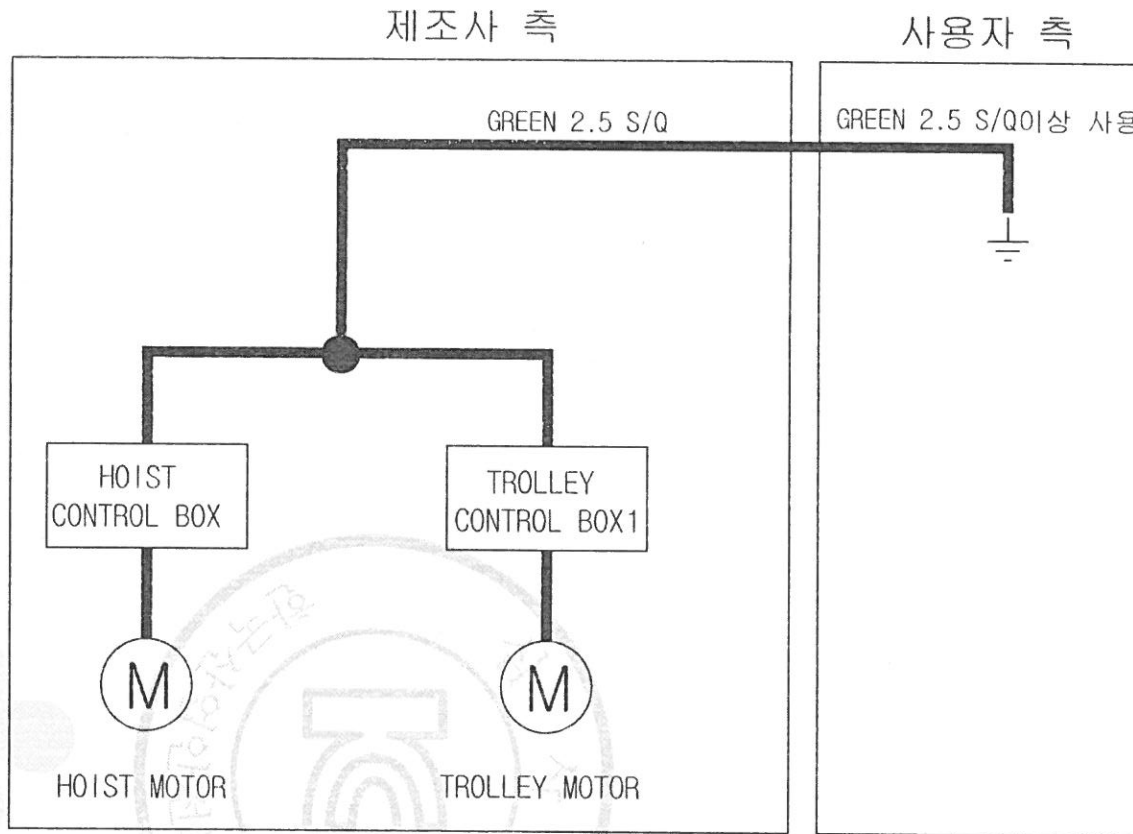 제조사 측
사용자 측
GREEN 2.5 S/Q
GREEN 2.5 S/Q이상 사용
HOIST
CONTROL BOX
TROLLEY
CONTROL BOX1
M
M
HOIST MOTOR
TROLLEY MOTOR